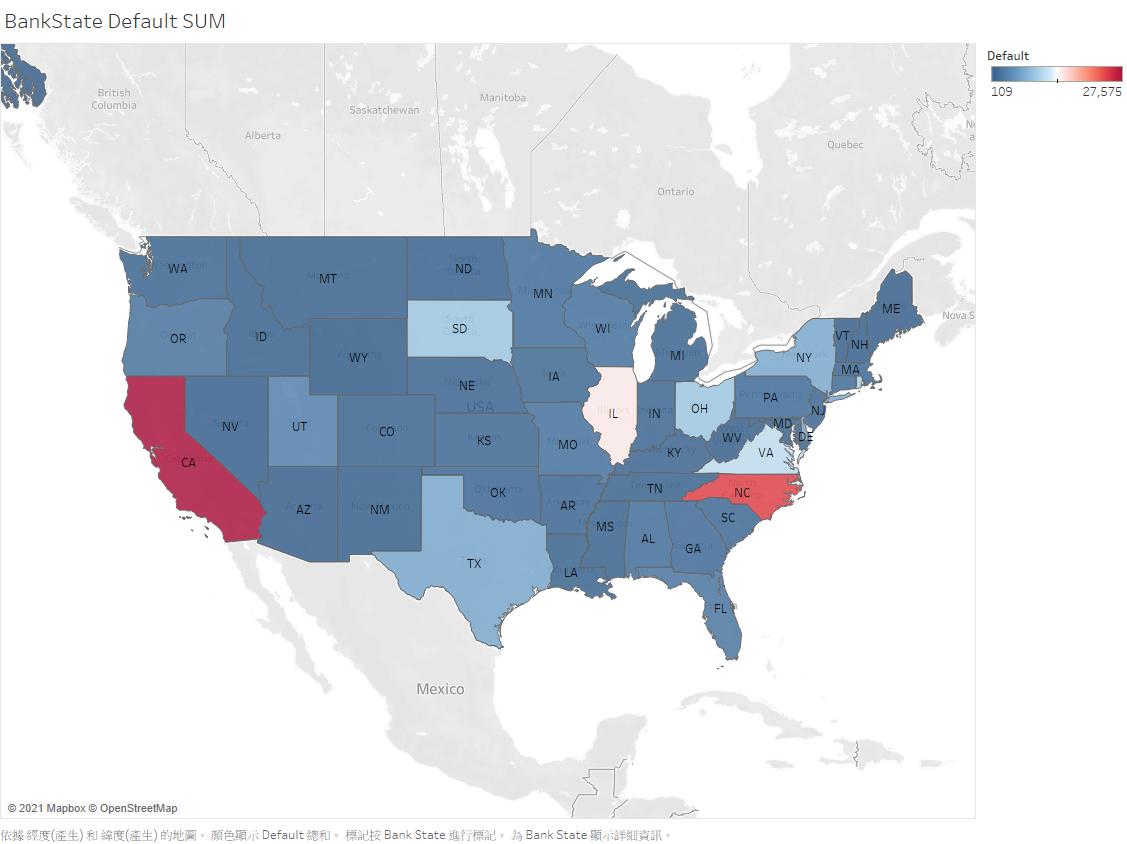 BankState Default SUM
Default
109 27,575
British
Columbia
Alberta
Saskatchewan
Manitoba
Ontario
Quebec
Nova S
WA
MT
ND
MN
ME
OR
ID
WY
SD
WI
MI
VT
NH
NY
MA
NV
UT
CO
NE
USA
IA
IL
IN
OH
PA
NJ
MD
DE
CA
KS
MO
KY
WV
VA
AZ
NM
OK
AR
TN
NC
SC
TX
LA
MS
AL
GA
FL
Mexico
© 2021 Mapbox © OpenStreetMap
依據 經度(產生) 和 緯度(產生) 的地圖。 顏色顯示 Default 總和。 標記按 Bank State 進行標記。 為 Bank State 顯示詳細資訊。